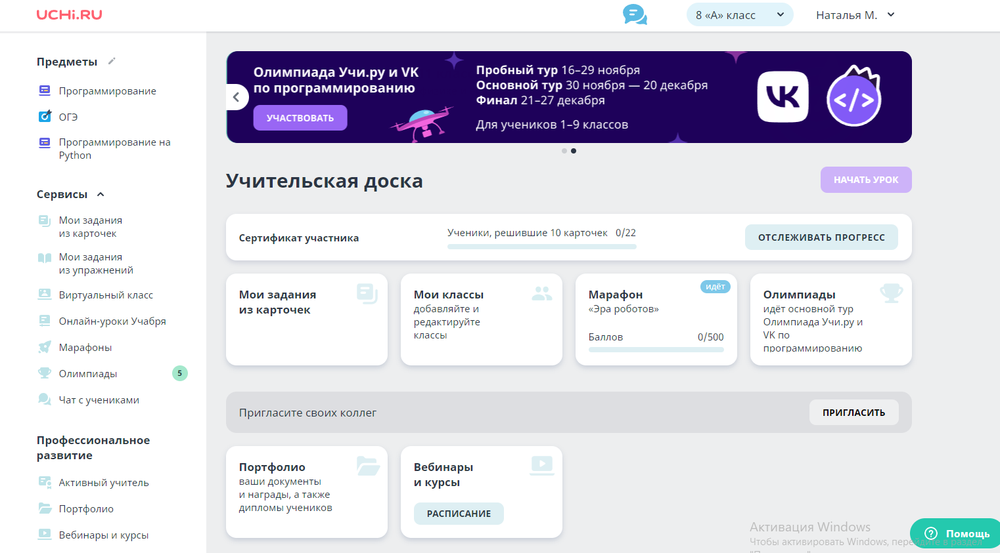 UCHi.RU
8 «А» класс
Наталья М.
Предметы
Программирование
ОГЭ
Программирование на
Python
Сервисы
Мои задания
из карточек
Мои задания
из упражнений
Виртуальный класс
Онлайн-уроки Учабря
Марафоны
Олимпиады
5
Чат с учениками
Профессиональное
развитие
Активный учитель
Портфолио
Вебинары и курсы
Олимпиада Учи.ру и VK
по программированию
УЧАСТВОВАТЬ
Пробный тур 16–29 ноября
Основной тур 30 ноября — 20 декабря
Финал 21–27 декабря
Для учеников 1–9 классов
VK
</>
Учительская доска
НАЧАТЬ УРОК
Сертификат участника
Ученики, решившие 10 карточек 0/22
ОТСЛЕЖИВАТЬ ПРОГРЕСС
Мои задания
из карточек
Мои классы
добавляйте и
редактируйте
классы
идёт
Марафон
«Эра роботов»
Баллов 0/500
Олимпиады
идёт основной тур
Олимпиада Учи.ру и
VK по
программированию
Пригласите своих коллег
ПРИГЛАСИТЬ
Портфолио
ваши документы
и награды, а также
дипломы учеников
Вебинары
и курсы
РАСПИСАНИЕ
Активация Windows
Чтобы активировать Windows, перейдите в раздел
Помощь